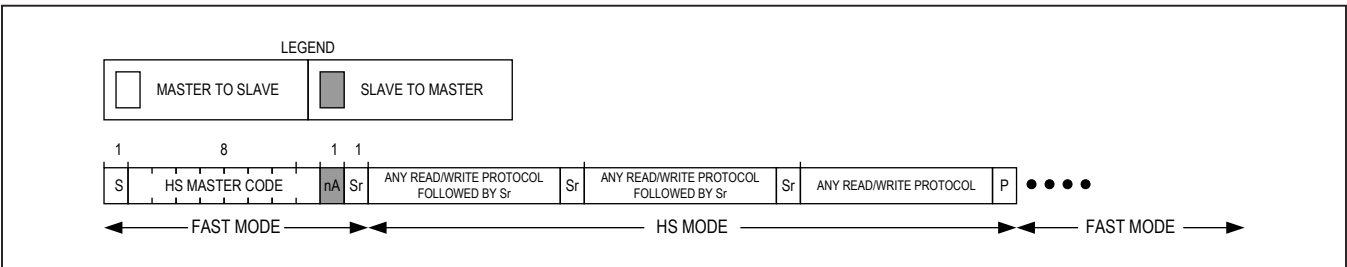 LEGEND
MASTER TO SLAVE SLAVE TO MASTER
1 8 1 1
S HS MASTER CODE nA Sr ANY READ/WRITE PROTOCOL FOLLOWED BY Sr Sr ANY READ/WRITE PROTOCOL FOLLOWED BY Sr Sr ANY READ/WRITE PROTOCOL P
FAST MODE HS MODE FAST MODE